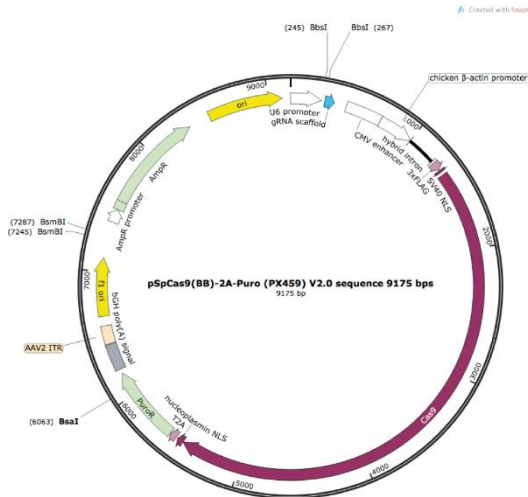 Created with Snap
(245) BbsI
BbsI (267)
chicken β-actin promoter
9000
ori
U6 promoter
gRNA scaffold
1000
CMV enhancer
hybrid intron
3xFLAG
SV40 NLS
8000
AmpR
AmpR promoter
(7287) BsmBI
(7245) BsmBI
2000
7000
f1 ori
pSpCas9(BB)-2A-Puro (PX459) V2.0 sequence 9175 bps
9175 bp
bGH poly(A) signal
AAV2 ITR
3000
(6063) BsaI
6000
PuroR
T2A
nucleoplasmin NLS
Cas9
5000
4000